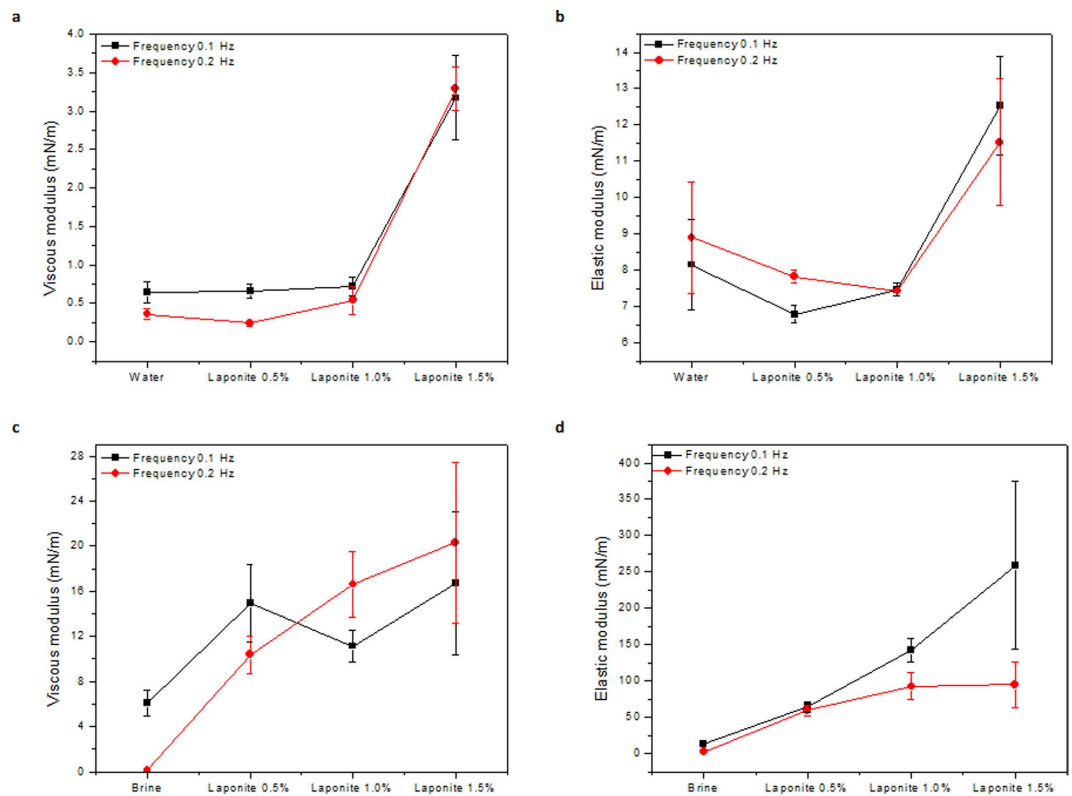 a
Frequency 0.1 Hz
Frequency 0.2 Hz
Viscous modulus (mN/m)
4.0
3.5
3.0
2.5
2.0
1.5
1.0
0.5
0.0
Water
Laponite 0.5%
Laponite 1.0%
Laponite 1.5%
b
Frequency 0.1 Hz
Frequency 0.2 Hz
Elastic modulus (mN/m)
14
13
12
11
10
9
8
7
6
Water
Laponite 0.5%
Laponite 1.0%
Laponite 1.5%
c
Frequency 0.1 Hz
Frequency 0.2 Hz
Viscous modulus (mN/m)
28
24
20
16
12
8
4
0
Brine
Laponite 0.5%
Laponite 1.0%
Laponite 1.5%
d
Frequency 0.1 Hz
Frequency 0.2 Hz
Elastic modulus (mN/m)
400
350
300
250
200
150
100
50
0
Brine
Laponite 0.5%
Laponite 1.0%
Laponite 1.5%